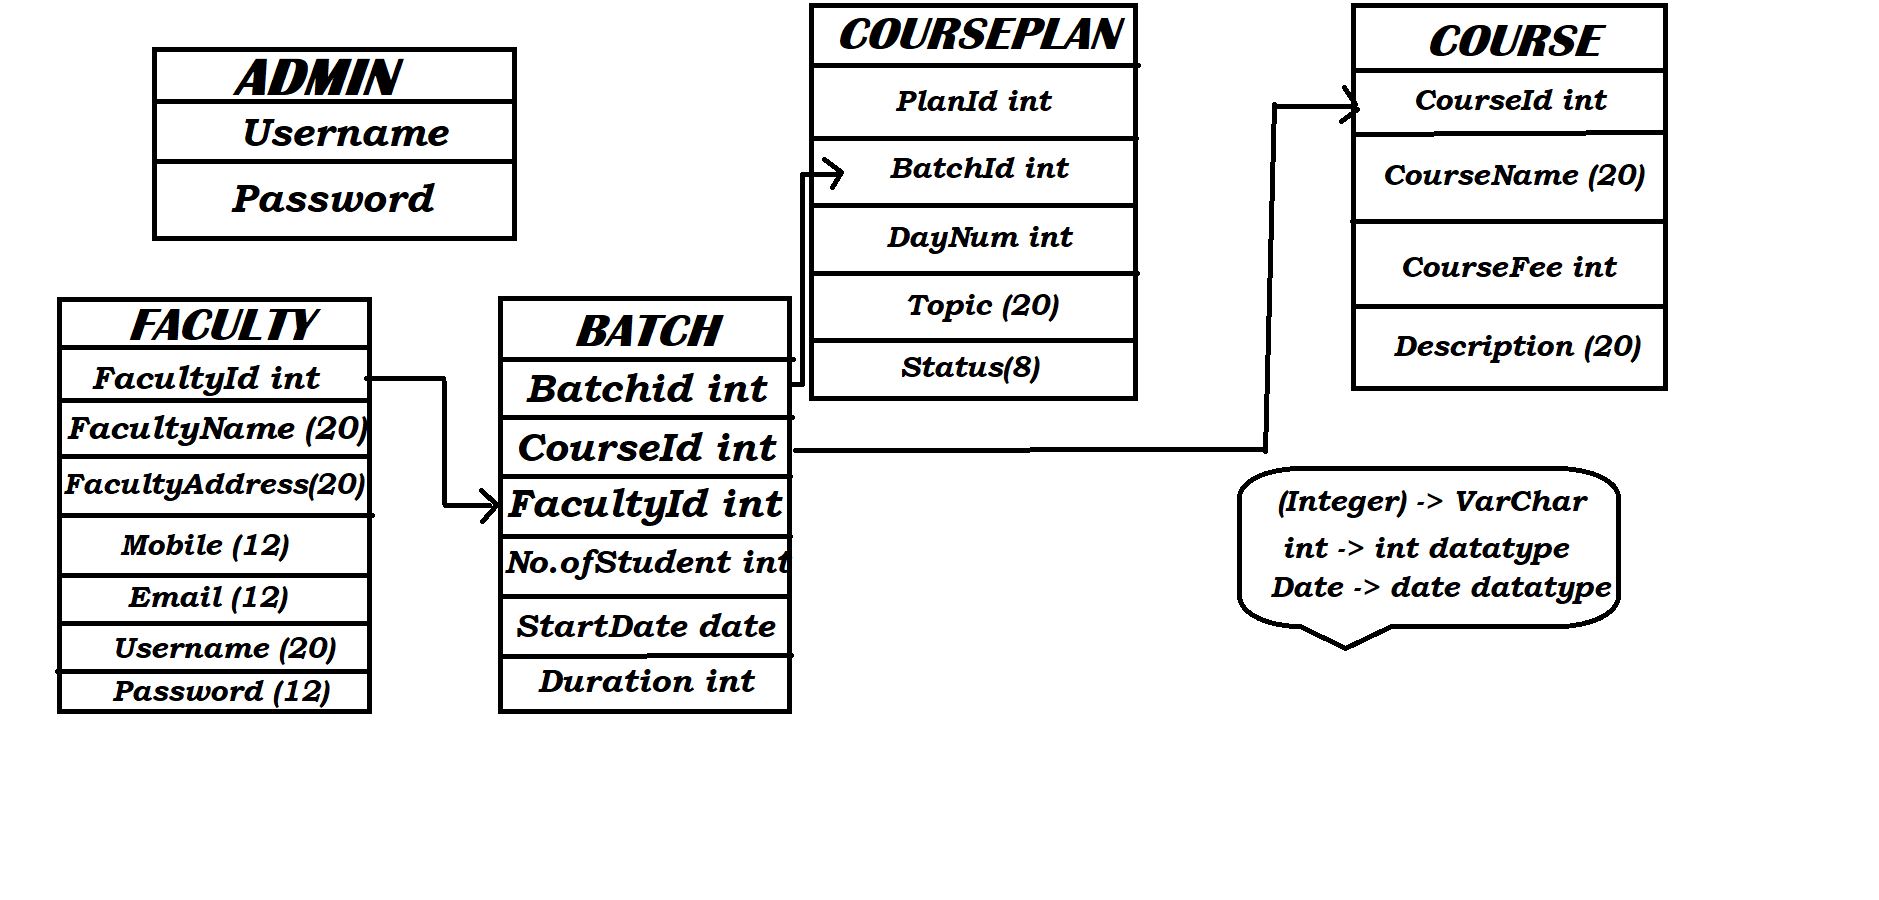 ADMIN
Username
Password
FACULTY
FacultyId int
FacultyName (20)
FacultyAddress(20)
Mobile (12)
Email (12)
Username (20)
Password (12)
BATCH
Batchid int
CourseId int
FacultyId int
No.ofStudent int
StartDate date
Duration int
COURSEPLAN
PlanId int
BatchId int
DayNum int
Topic (20)
Status(8)
COURSE
CourseId int
CourseName (20)
CourseFee int
Description (20)
(Integer) -> VarChar
int -> int datatype
Date -> date datatype